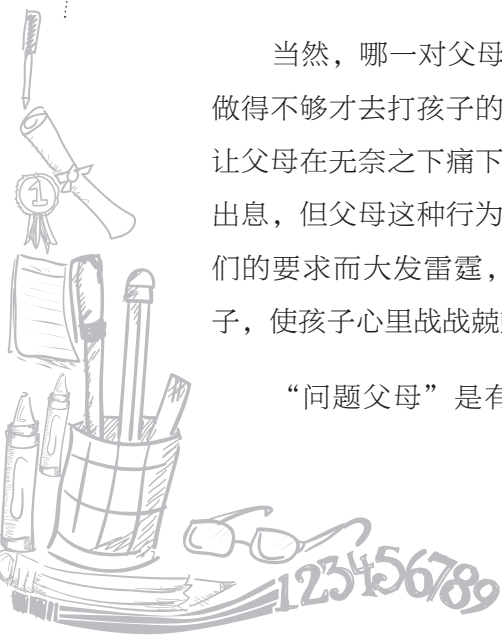 当然，哪一对父母
做得不够才去打孩子的
让父母在无奈之下痛下
出息，但父母这种行为
们的要求而大发雷霆，
子，使孩子心里战战兢
“问题父母”是有
1
123456789